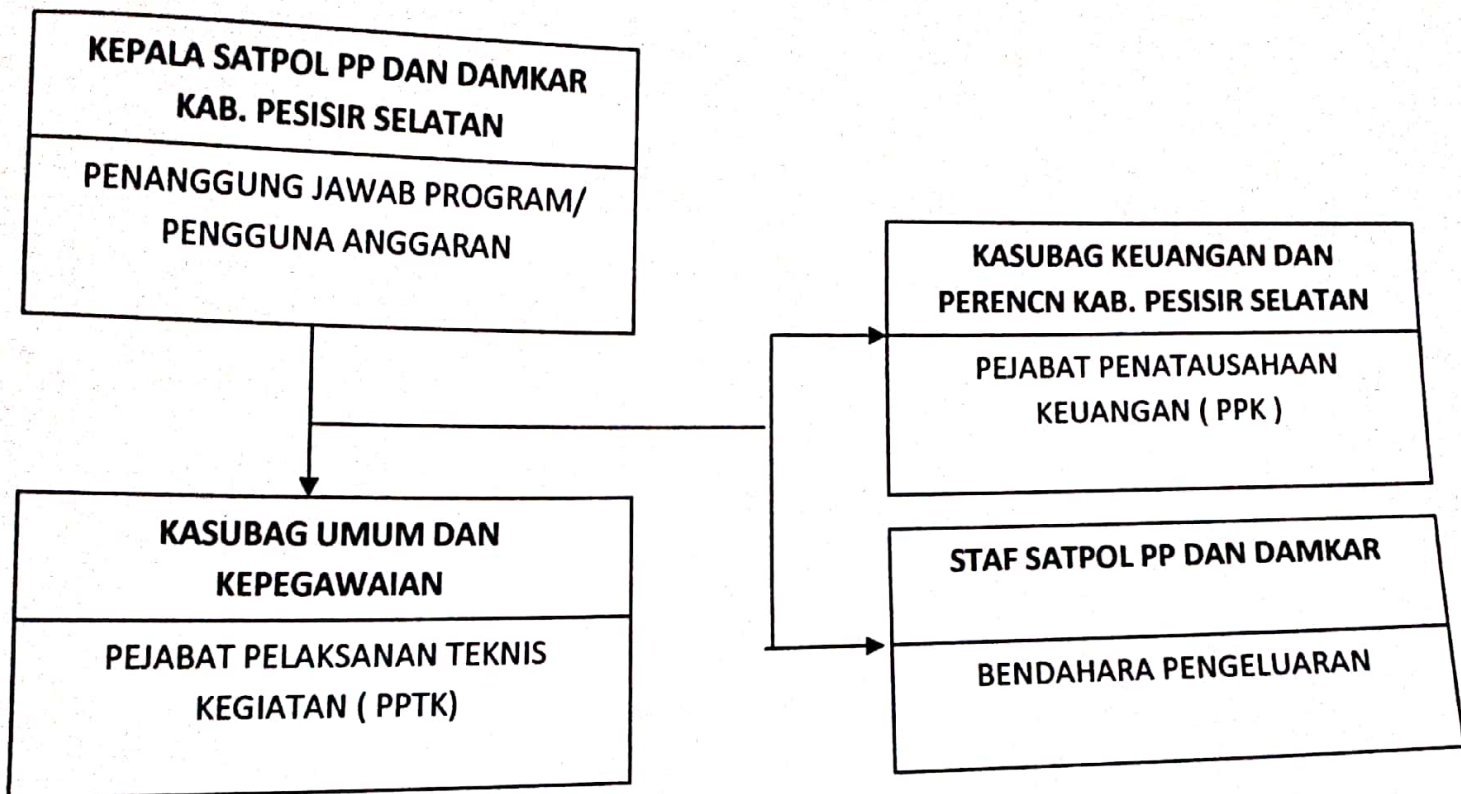 KEPALA SATPOL PP DAN DAMKAR
KAB. PESISIR SELATAN
PENANGGUNG JAWAB PROGRAM/
PENGGUNA ANGGARAN
KASUBAG KEUANGAN DAN
PERENCN KAB. PESISIR SELATAN
PEJABAT PENATAUSAHAAN
KEUANGAN ( PPK )
KASUBAG UMUM DAN
KEPEGAWAIAN
PEJABAT PELAKSANAN TEKNIS
KEGIATAN ( PPTK)
STAF SATPOL PP DAN DAMKAR
BENDAHARA PENGELUARAN